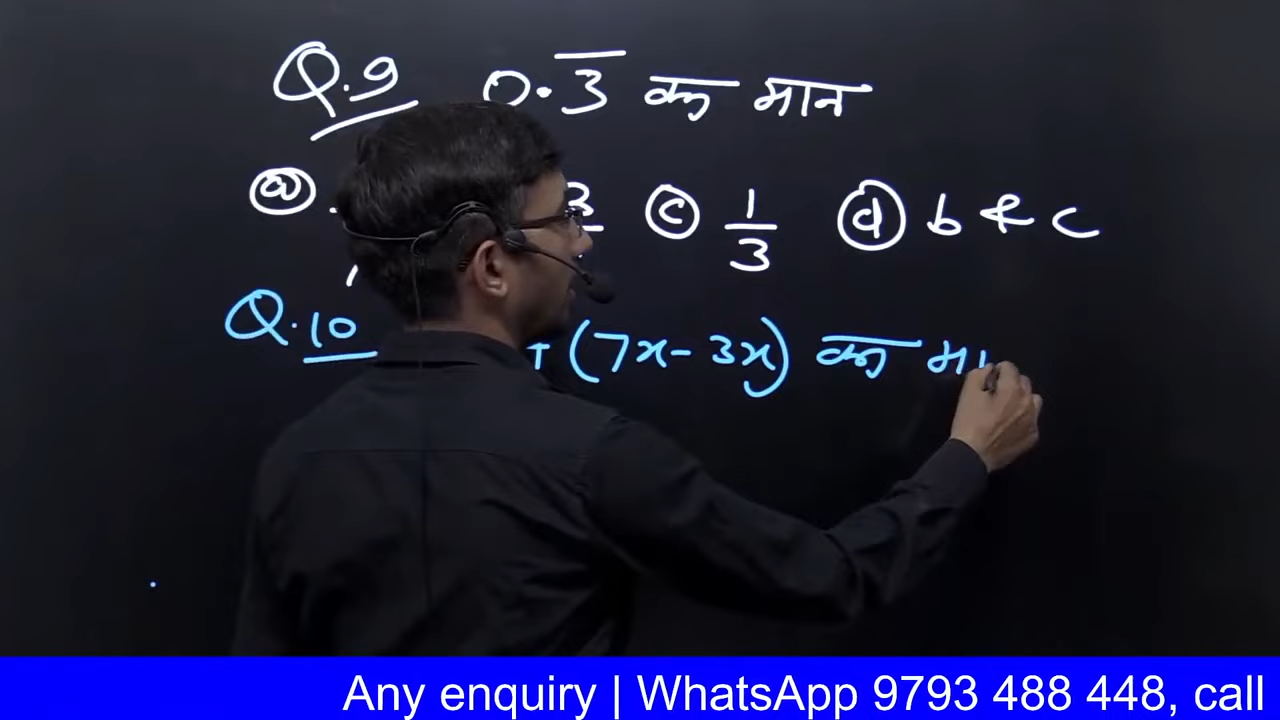 Q.9 0.3̅ का मान
ⓐ 3 ⓒ 1/3 ⓓ b & c
Q.10 + (7x - 3x) का
Any enquiry | WhatsApp 9793 488 448, call